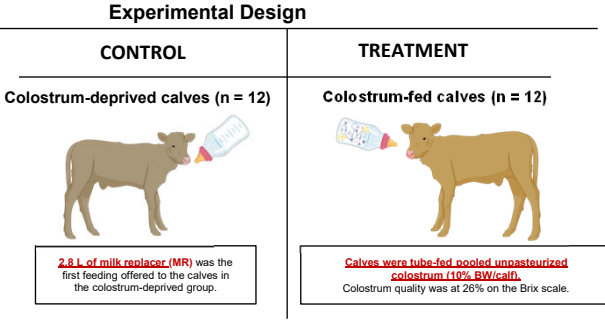 Experimental Design
CONTROL
TREATMENT
Colostrum-deprived calves (n = 12)
Colostrum-fed calves (n = 12)
2.8 L of milk replacer (MR) was the
first feeding offered to the calves in
the colostrum-deprived group.
Calves were tube-fed pooled unpasteurized
colostrum (10% BW/calf).
Colostrum quality was at 26% on the Brix scale.